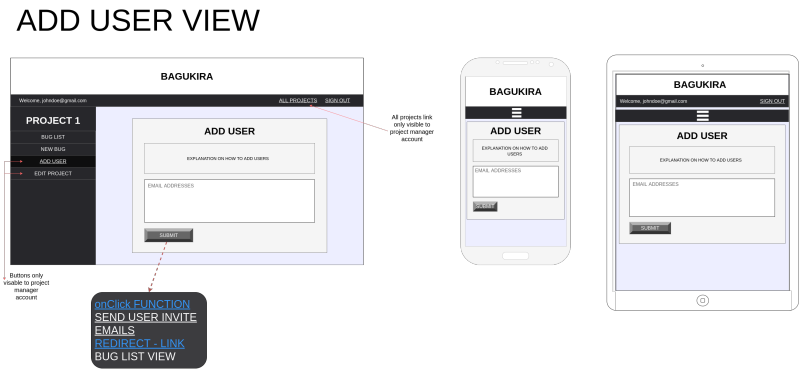 ADD USER VIEW
BAGUKIRA
Welcome, johndoe@gmail.com
ALL PROJECTS
SIGN OUT
PROJECT 1
BUG LIST
NEW BUG
ADD USER
EDIT PROJECT
ADD USER
EXPLANATION ON HOW TO ADD USERS
EMAIL ADDRESSES
SUBMIT
All projects link
only visible to
project manager
account
Buttons only
visable to project
manager
account
onClick FUNCTION
SEND USER INVITE
EMAILS
REDIRECT - LINK
BUG LIST VIEW
BAGUKIRA
ADD USER
EXPLANATION ON HOW TO ADD
USERS
EMAIL ADDRESSES
SUBMIT
BAGUKIRA
Welcome, johndoe@gmail.com
SIGN OUT
ADD USER
EXPLANATION ON HOW TO ADD USERS
EMAIL ADDRESSES
SUBMIT